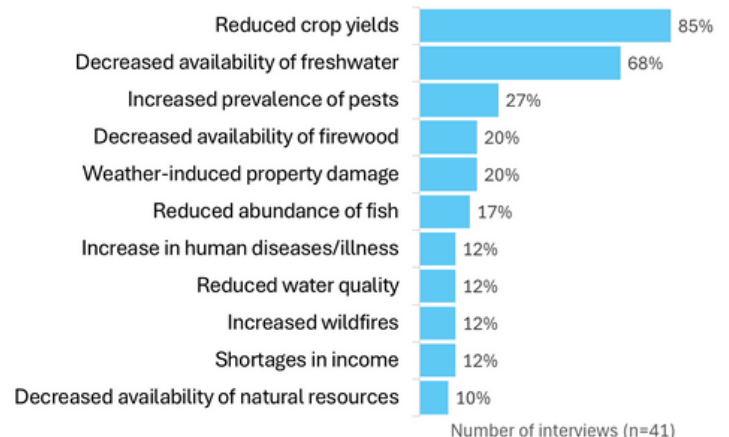 Reduced crop yields 85%
Decreased availability of freshwater 68%
Increased prevalence of pests 27%
Decreased availability of firewood 20%
Weather-induced property damage 20%
Reduced abundance of fish 17%
Increase in human diseases/illness 12%
Reduced water quality 12%
Increased wildfires 12%
Shortages in income 12%
Decreased availability of natural resources 10%
Number of interviews (n=41)